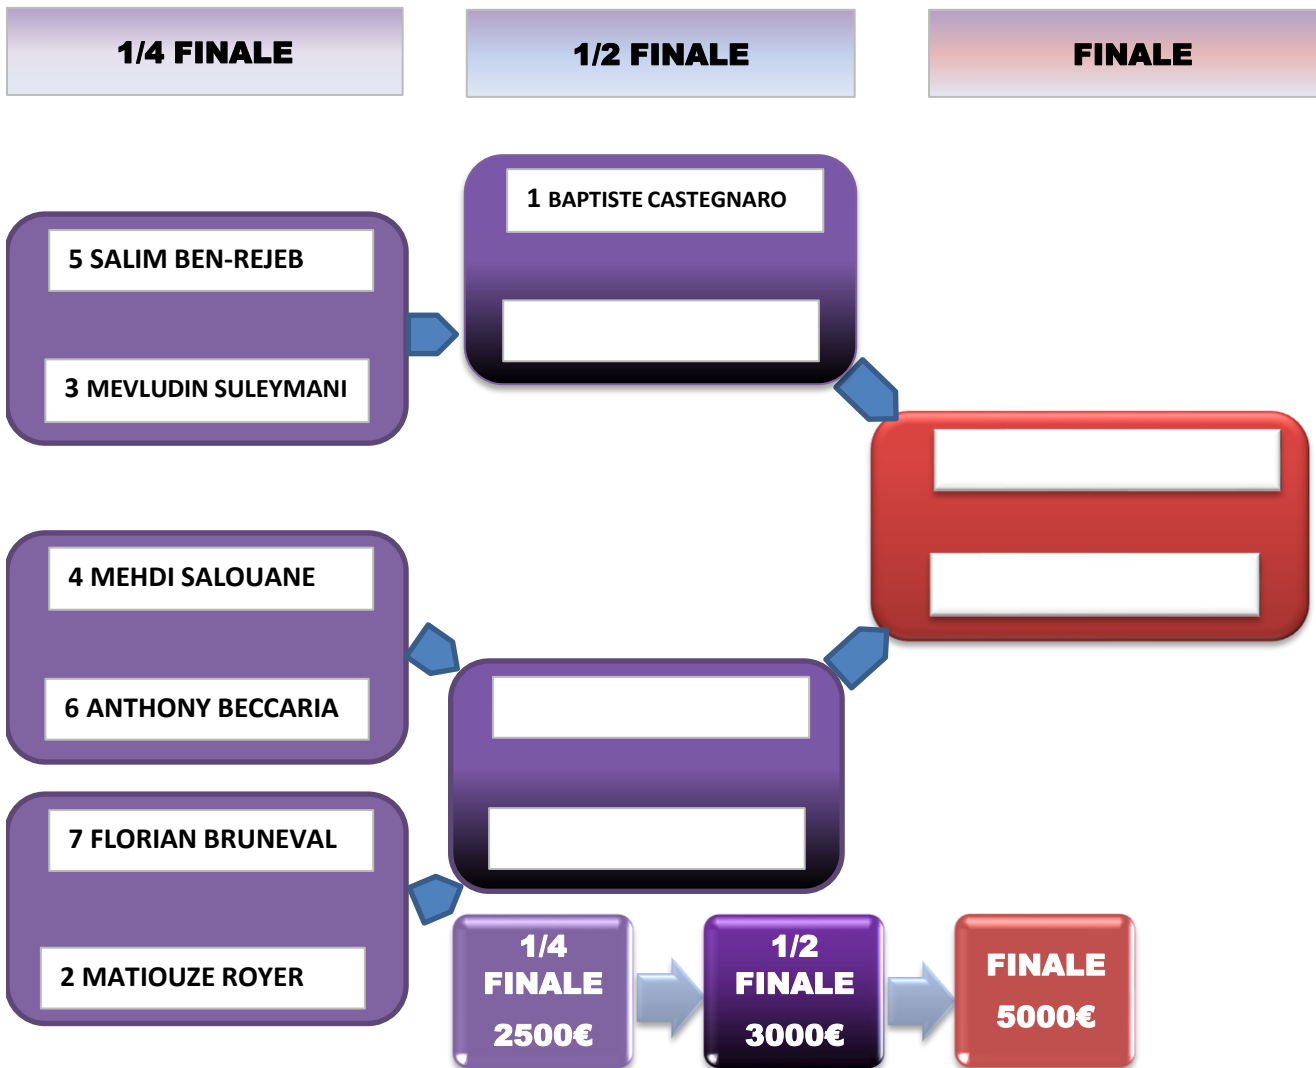 1/4 FINALE
1/2 FINALE
FINALE
1 BAPTISTE CASTEGNARO
5 SALIM BEN-REJEB
3 MEVLUDIN SULEYMANI
4 MEHDI SALOUANE
6 ANTHONY BECCARIA
7 FLORIAN BRUNEVAL
2 MATIOUZE ROYER
1/4
FINALE
2500€
1/2
FINALE
3000€
FINALE
5000€